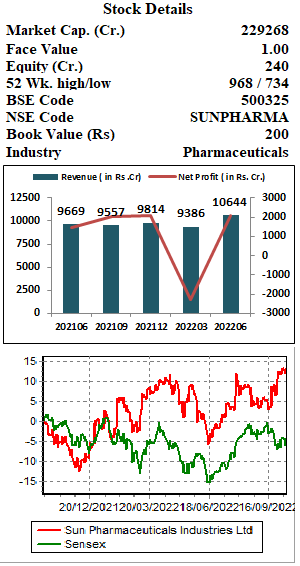 Stock Details
Market Cap. (Cr.) 229268
Face Value 1.00
Equity (Cr.) 240
52 Wk. high/low 968 / 734
BSE Code 500325
NSE Code SUNPHARMA
Book Value (Rs) 200
Industry Pharmaceuticals
Revenue ( in Rs .Cr) Net Profit ( in Rs. Cr.)
12500 3000
10000 2000
7500 1000
5000 0
-1000
2500 -2000
0 -3000
9669 9557 9814 9386 10644
202106 202109 202112 202203 202206
15
10
5
0
-5
-10
-15
20/12/2021 20/03/2022 18/06/2022 16/09/2022
Sun Pharmaceuticals Industries Ltd
Sensex